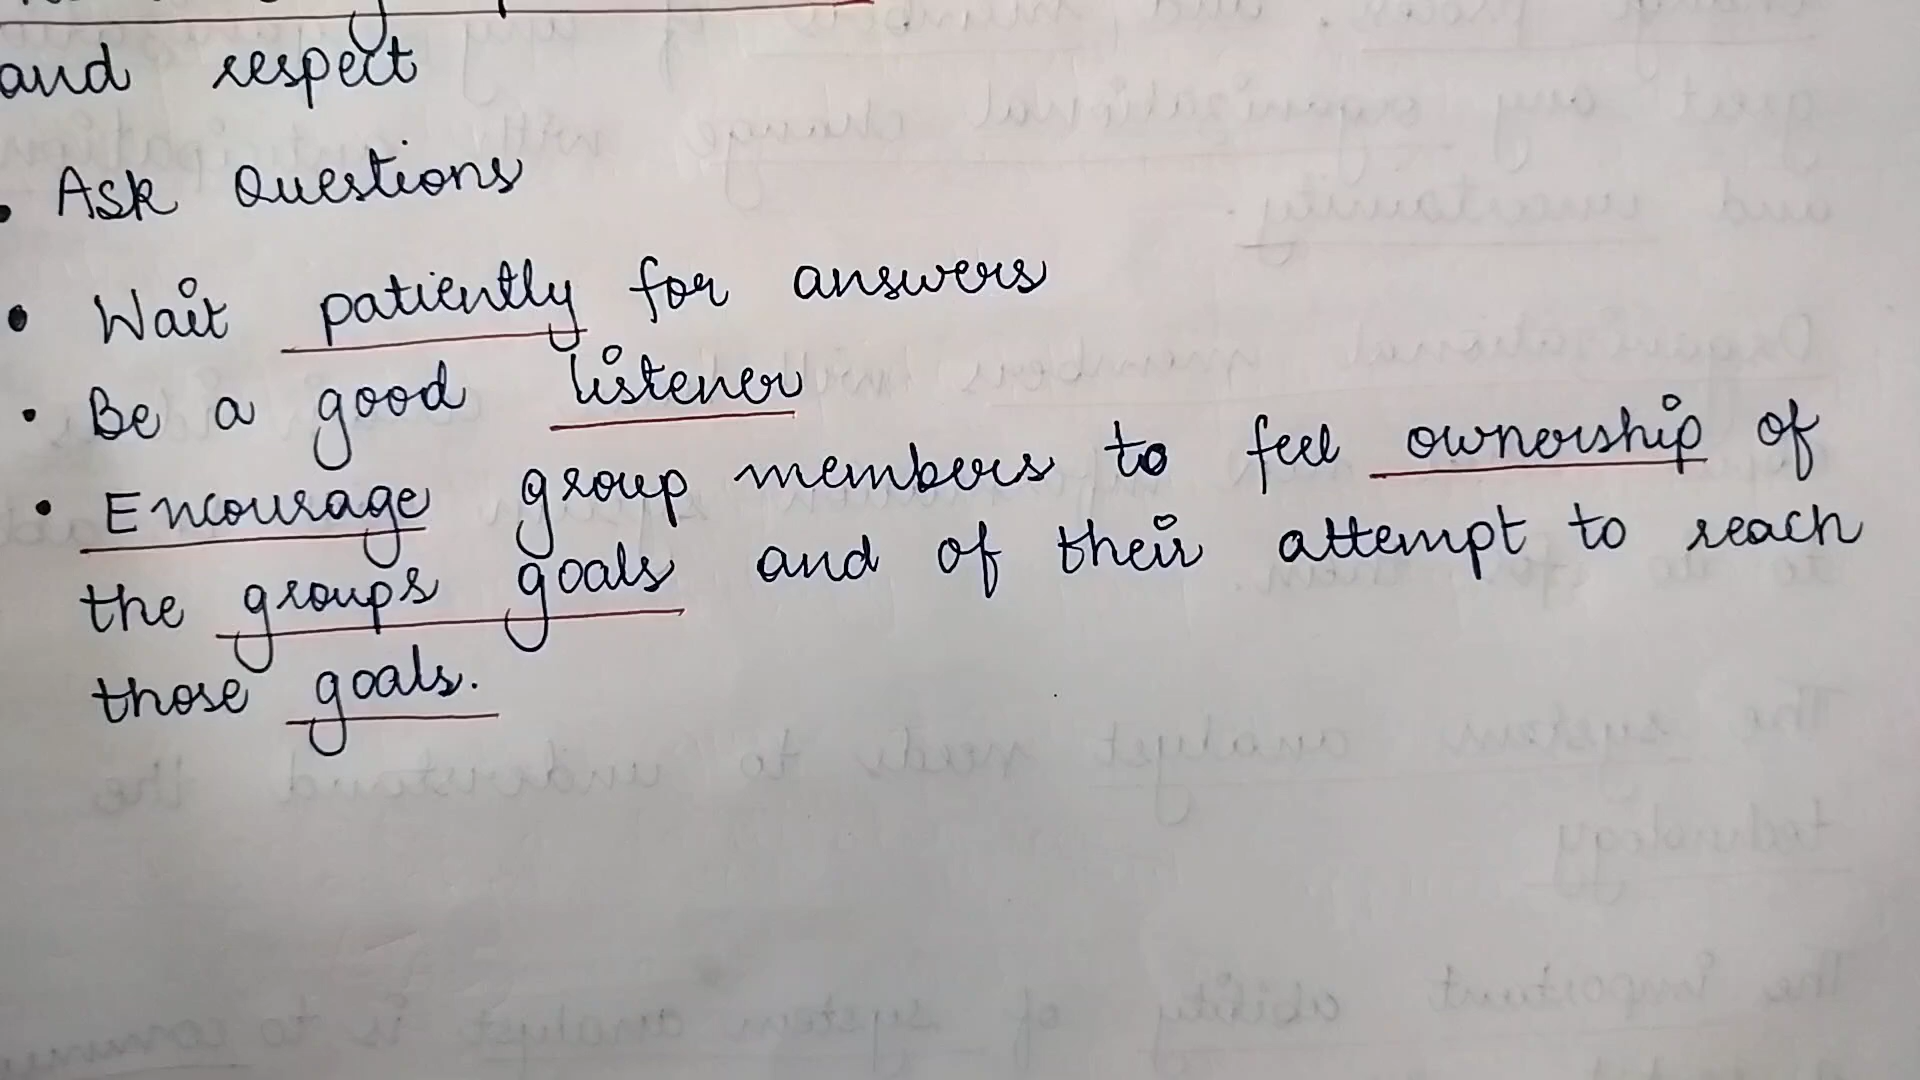 and respect
. Ask Questions
• Wait patiently for answers
• Be a good listener
• Encourage group members to feel ownership of
the groups goals and of their attempt to reach
those goals.